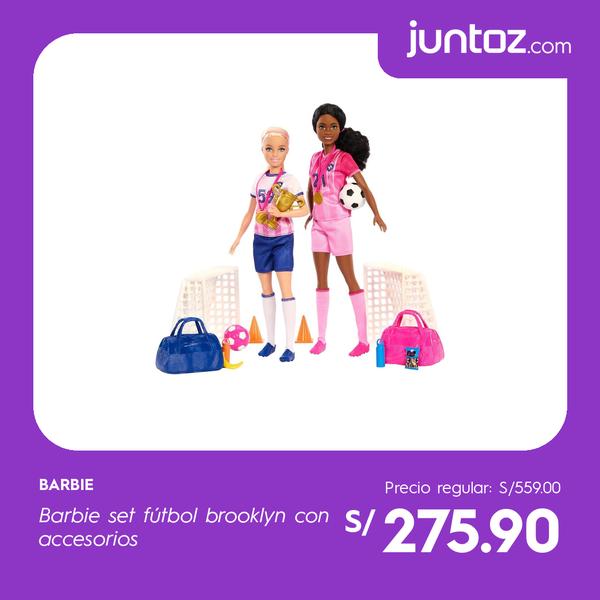 juntoz.com
BARBIE
Barbie set fútbol brooklyn con
accesorios
Precio regular: S/559.00
S/ 275.90